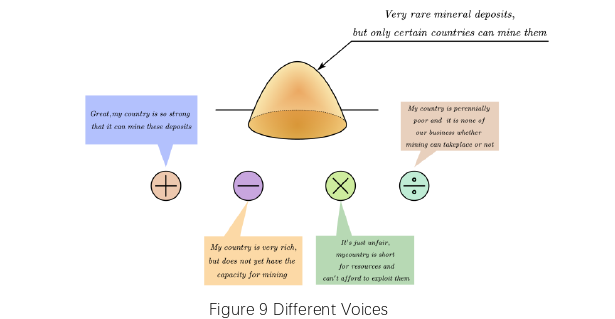 Very rare mineral deposits,
but only certain countries can mine them
Great,my country is so strong
that it can mine these deposits
My country is perennially
poor and it is none of
our business whether
mining can takeplace or not
My country is very rich,
but does not yet have the
capacity for mining
It's just unfair,
mycountry is short
for resources and
can't afford to exploit them
Figure 9 Different Voices